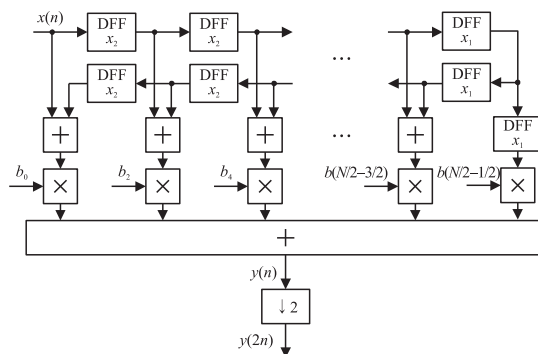 x(n)
DFF x₂
DFF x₂
...
DFF x₁
DFF x₂
DFF x₂
DFF x₁
+
+
+
...
+
DFF x₁
b₀
×
b₂
×
b₄
×
b(N/2–3/2)
×
b(N/2–1/2)
×
+
y(n)
↓ 2
y(2n)